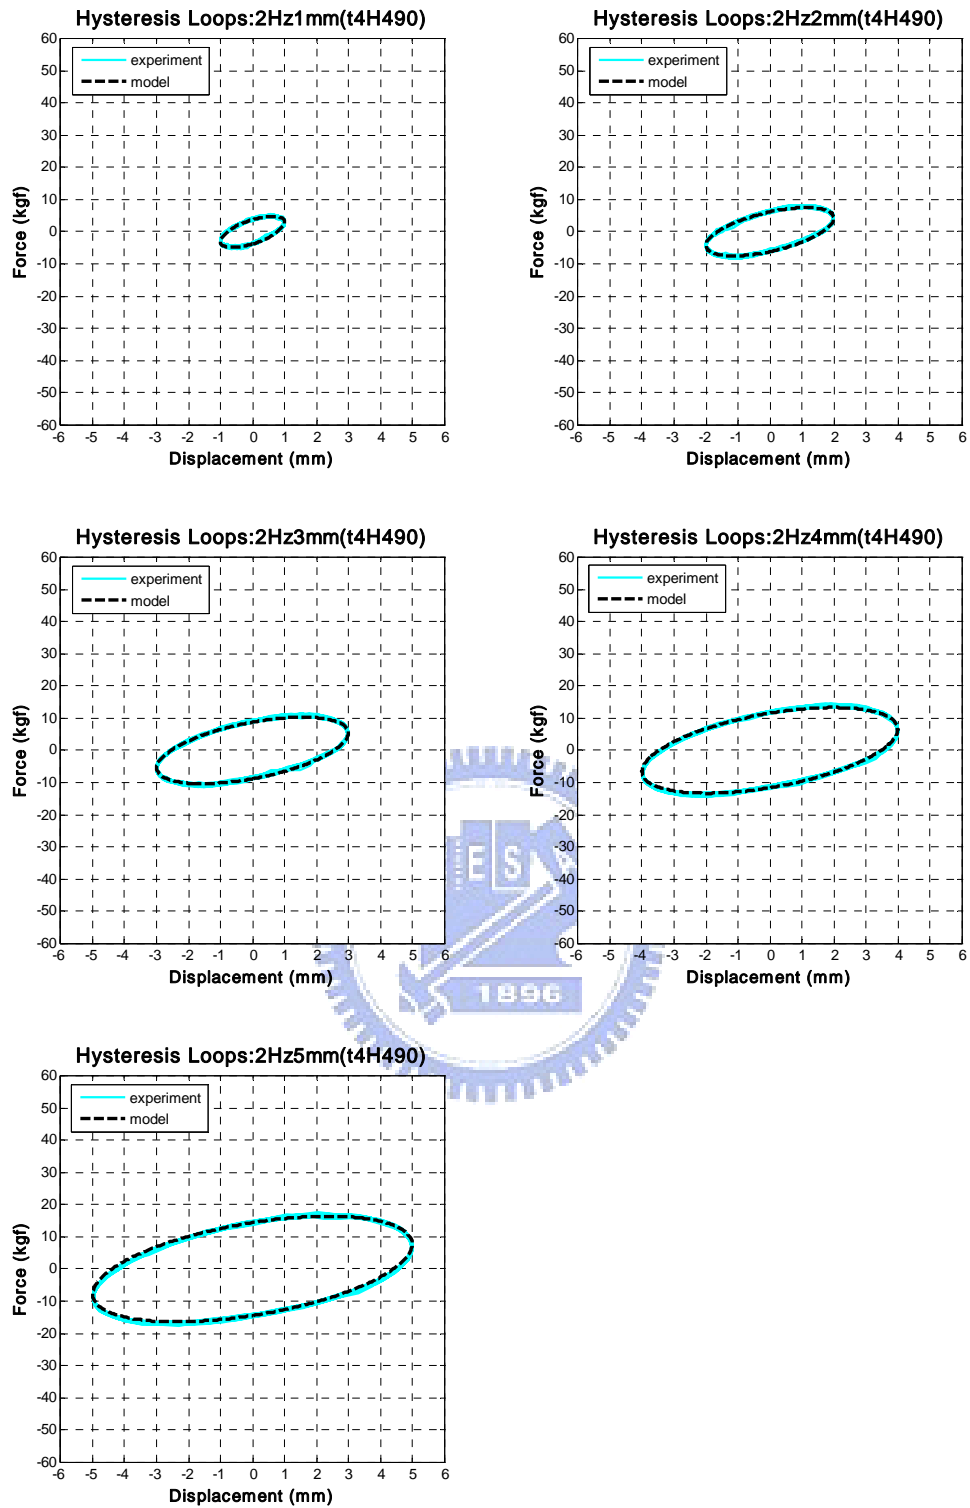 Hysteresis Loops:2Hz1mm(t4H490)
experiment
model
Force (kgf)
60
50
40
30
20
10
0
-10
-20
-30
-40
-50
-60
-6 -5 -4 -3 -2 -1 0 1 2 3 4 5 6
Displacement (mm)
Hysteresis Loops:2Hz2mm(t4H490)
experiment
model
Force (kgf)
60
50
40
30
20
10
0
-10
-20
-30
-40
-50
-60
-6 -5 -4 -3 -2 -1 0 1 2 3 4 5 6
Displacement (mm)
Hysteresis Loops:2Hz3mm(t4H490)
experiment
model
Force (kgf)
60
50
40
30
20
10
0
-10
-20
-30
-40
-50
-60
-6 -5 -4 -3 -2 -1 0 1 2 3 4 5 6
Displacement (mm)
Hysteresis Loops:2Hz4mm(t4H490)
experiment
model
Force (kgf)
60
50
40
30
20
10
0
-10
-20
-30
-40
-50
-60
-6 -5 -4 -3 -2 -1 0 1 2 3 4 5 6
Displacement (mm)
ES
1896
Hysteresis Loops:2Hz5mm(t4H490)
experiment
model
Force (kgf)
60
50
40
30
20
10
0
-10
-20
-30
-40
-50
-60
-6 -5 -4 -3 -2 -1 0 1 2 3 4 5 6
Displacement (mm)